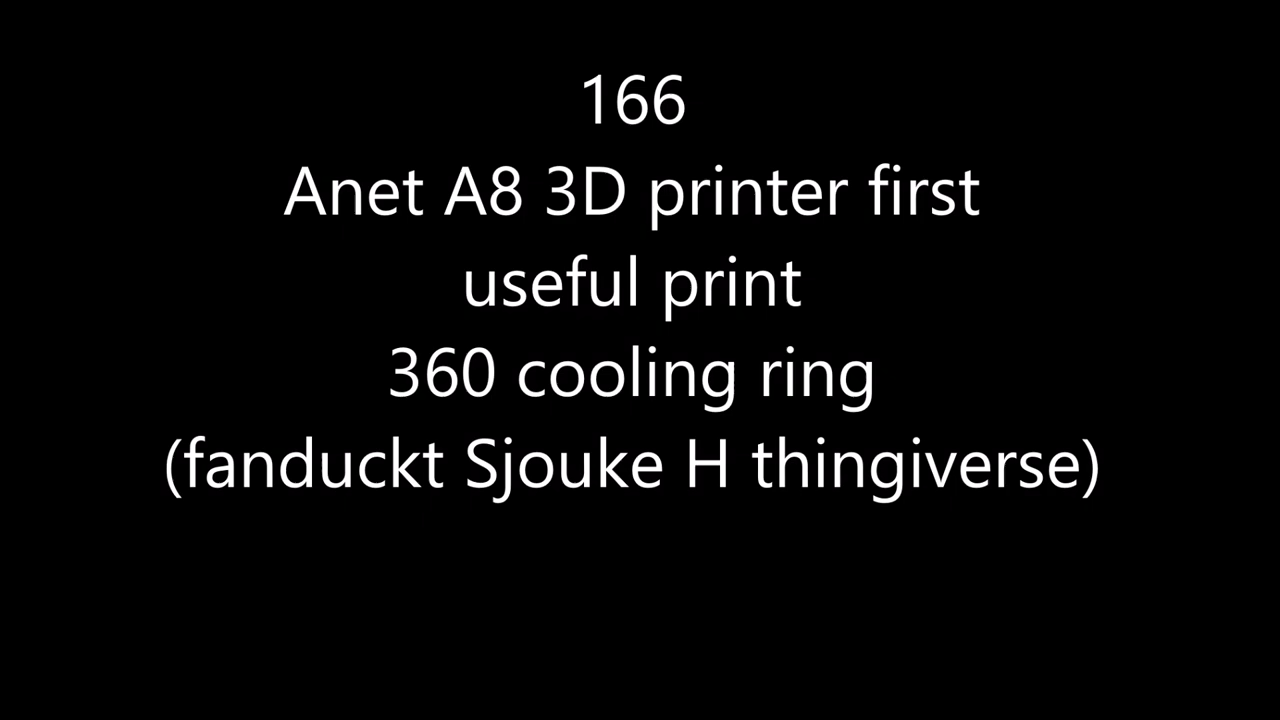 166
Anet A8 3D printer first
useful print
360 cooling ring
(fanduckt Sjouke H thingiverse)